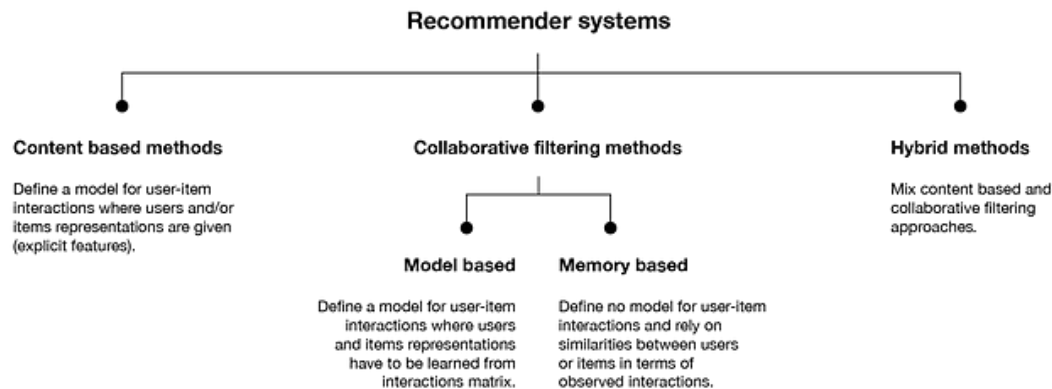 Recommender systems
Content based methods
Define a model for user-item
interactions where users and/or
items representations are given
(explicit features).
Collaborative filtering methods
Model based
Define a model for user-item
interactions where users
and items representations
have to be learned from
interactions matrix.
Memory based
Define no model for user-item
interactions and rely on
similarities between users
or items in terms of
observed interactions.
Hybrid methods
Mix content based and
collaborative filtering
approaches.